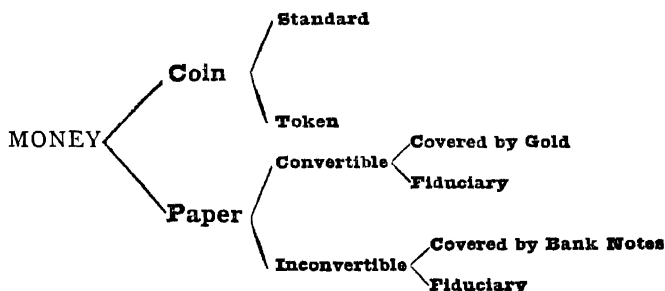 Standard
Coin
Token
MONEY
Covered by Gold
Convertible
Fiduciary
Paper
Covered by Bank Notes
Inconvertible
Fiduciary